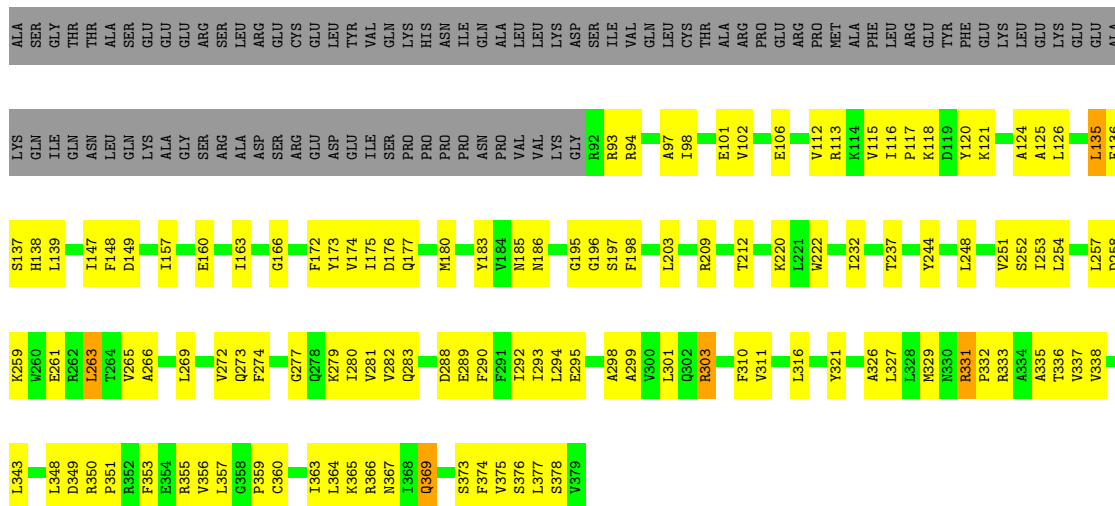 ALA SER GLY THR THR ALA SER GLU GLU GLU ARG SER LEU ARG GLU CYS GLU LEU TYR VAL GLN LYS HIS ASN ILE GLN ALA LEU LEU LYS ASP SER ILE VAL GLN LEU CYS THR ALA ARG PRO GLU ARG PRO MET ALA PHE LEU ARG GLU TYR PHE GLU LYS LEU GLU LYS GLU GLU ALA
LYS GLN ILE GLN ASN LEU GLN LYS ALA GLY SER ARG ALA ASP SER ARG GLU ASP GLU ILE SER PRO PRO PRO PRO ASN PRO VAL VAL LYS GLY R92 R93 R94 A97 I98 E101 V102 E106 V112 R113 K114 V115 I116 P117 K118 D119 Y120 K121 A124 A125 L126 L135 F136
S137 H138 L139 I147 F148 D149 I157 E160 I163 G166 F172 Y173 V174 I175 D176 Q177 M180 Y183 V184 N185 N186 G195 G196 S197 F198 L203 R209 T212 K220 L221 W222 I232 T237 Y244 L248 V251 S252 I253 L254 L257 D258
K259 W260 E261 R262 L263 T264 V265 A266 L269 V272 Q273 F274 G277 Q278 K279 I280 V281 V282 Q283 D288 E289 F290 F291 I292 I293 L294 E295 A298 A299 V300 L301 Q302 R303 F310 V311 L316 Y321 A326 L327 L328 M329 N330 R331 P332 R333 A334 A335 T336 V337 V338
L343 L348 D349 R350 P351 R352 F353 E354 R355 V356 L357 G358 P359 C360 I363 L364 K365 R366 N367 I368 Q369 S373 F374 V375 S376 L377 S378 V379